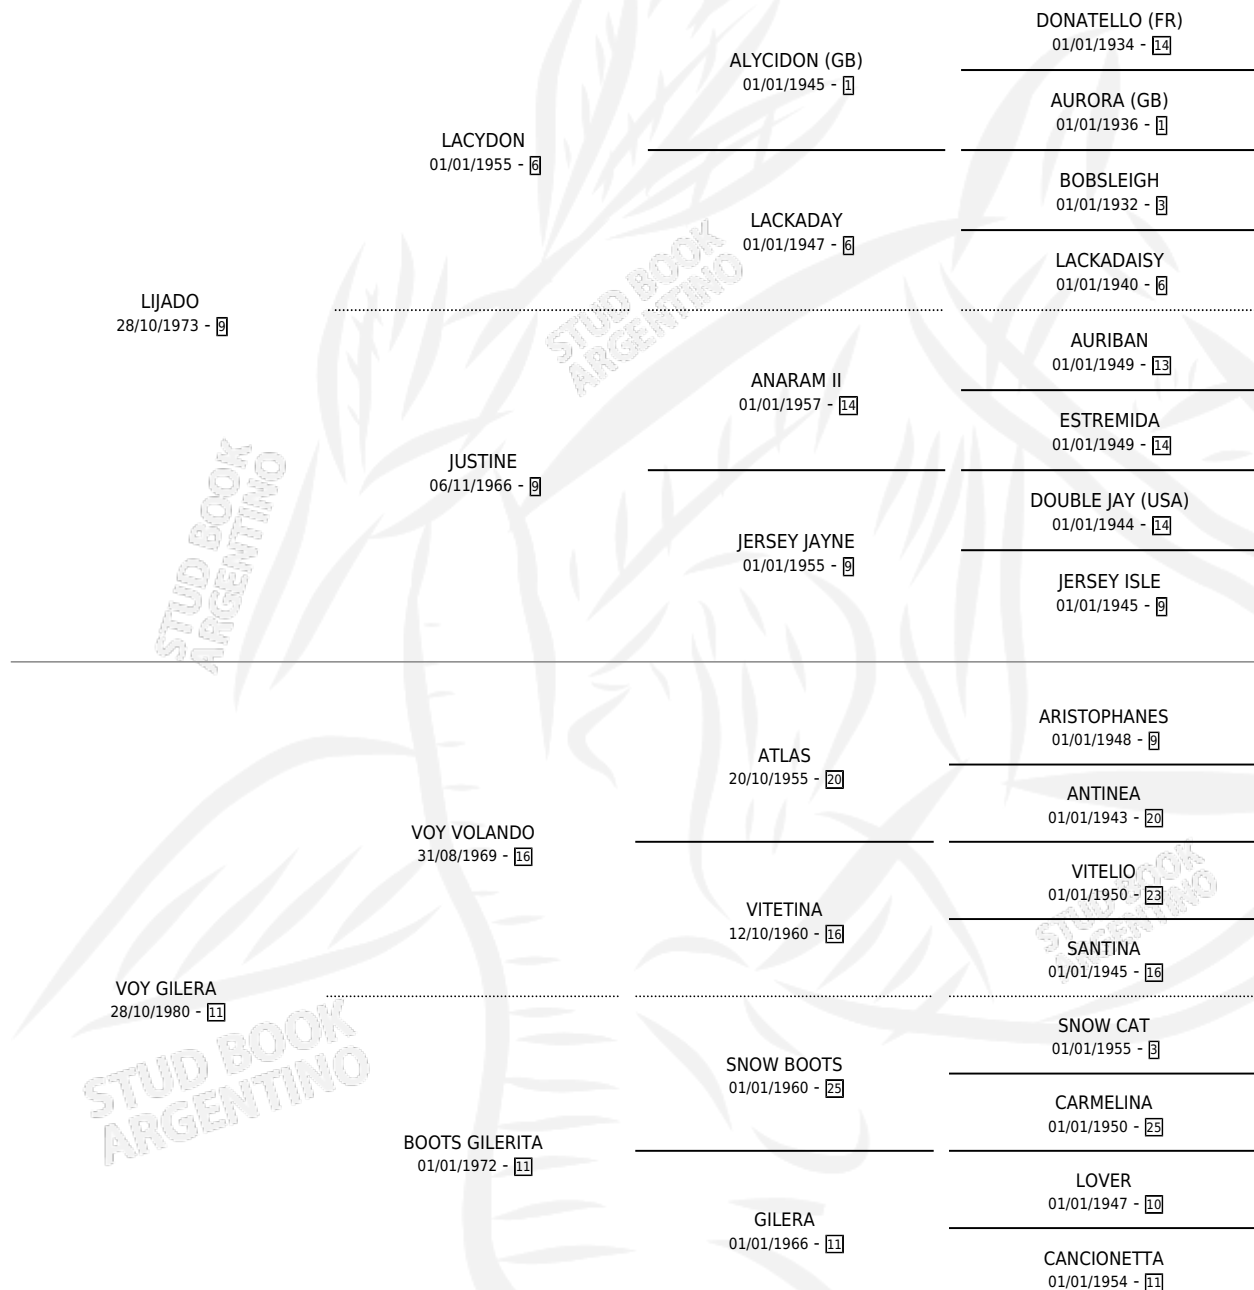 LIJADO
28/10/1973 - 9
LACYDON
01/01/1955 - 6
ALYCIDON (GB)
01/01/1945 - 1
DONATELLO (FR)
01/01/1934 - 14
AURORA (GB)
01/01/1936 - 1
LACKADAY
01/01/1947 - 6
BOBSLEIGH
01/01/1932 - 3
LACKADAISY
01/01/1940 - 6
JUSTINE
06/11/1966 - 9
ANARAM II
01/01/1957 - 14
AURIBAN
01/01/1949 - 13
ESTREMIDA
01/01/1949 - 14
JERSEY JAYNE
01/01/1955 - 9
DOUBLE JAY (USA)
01/01/1944 - 14
JERSEY ISLE
01/01/1945 - 9
VOY GILERA
28/10/1980 - 11
VOY VOLANDO
31/08/1969 - 16
ATLAS
20/10/1955 - 20
ARISTOPHANES
01/01/1948 - 9
ANTINEA
01/01/1943 - 20
VITETINA
12/10/1960 - 16
VITELIO
01/01/1950 - 23
SANTINA
01/01/1945 - 16
BOOTS GILERITA
01/01/1972 - 11
SNOW BOOTS
01/01/1960 - 25
SNOW CAT
01/01/1955 - 3
CARMELINA
01/01/1950 - 25
GILERA
01/01/1966 - 11
LOVER
01/01/1947 - 10
CANCIONETTA
01/01/1954 - 11
STUD BOOK
ARGENTINO
STUD BOOK
ARGENTINO
STUD BOOK
ARGENTINO
STUD BOOK
ARGENTINO